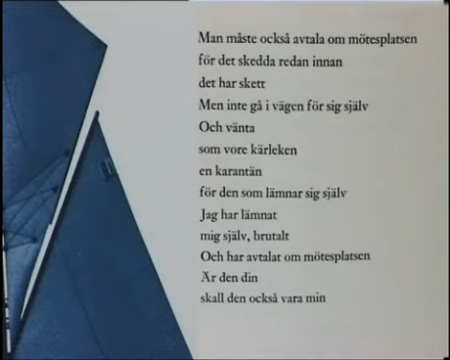 Man måste också avtala om mötesplatsen
för det skedda redan innan
det har skett
Men inte gå i vägen för sig själv
Och vänta
som vore kärleken
en karantän
för den som lämnar sig själv
Jag har lämnat
mig själv, brutalt
Och har avtalat om mötesplatsen
Är den din
skall den också vara min